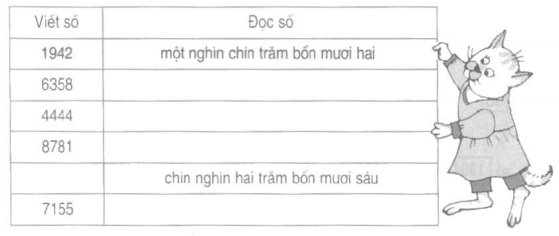 Viết số Đọc số
1942 một nghìn chín trăm bốn mươi hai
6358
4444
8781
chín nghìn hai trăm bốn mươi sáu
7155